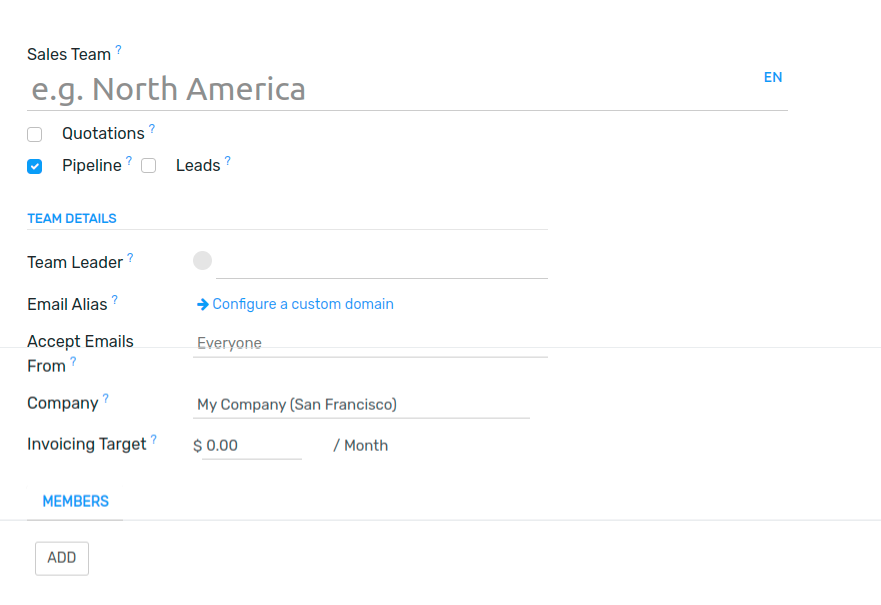 Sales Team ?
e.g. North America
EN
Quotations ?
Pipeline ? Leads ?
TEAM DETAILS
Team Leader ?
Email Alias ? Configure a custom domain
Accept Emails From ? Everyone
Company ? My Company (San Francisco)
Invoicing Target ? $ 0.00 / Month
MEMBERS
ADD